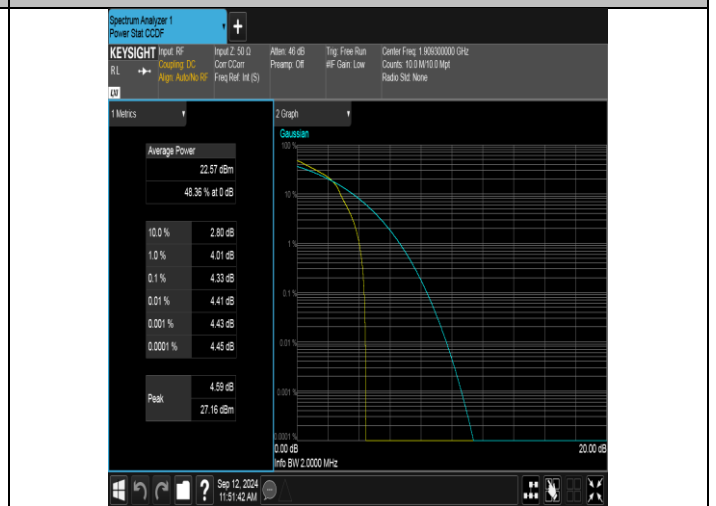 Spectrum Analyzer 1
Power Stat CCDF
+
KEYSIGHT Input: RF Input Z: 50 Ω Atten: 46 dB Trig: Free Run Center Freq: 1.909300000 GHz
RL Coupling: DC Corr CCorr Preamp: Off #IF Gain: Low Counts: 10.0 M/10.0 Mpt
Align: Auto/No RF Freq Ref: Int (S) Radio Std: None
LXI
1 Metrics
2 Graph
Gaussian
Average Power
22.57 dBm
48.36 % at 0 dB
10.0 % 2.80 dB
1.0 % 4.01 dB
0.1 % 4.33 dB
0.01 % 4.41 dB
0.001 % 4.43 dB
0.0001 % 4.45 dB
Peak 4.59 dB
27.16 dBm
100 %
10 %
1 %
0.1 %
0.01 %
0.001 %
0.0001 %
0.00 dB 20.00 dB
Info BW 2.0000 MHz
? Sep 12, 2024
11:51:42 AM